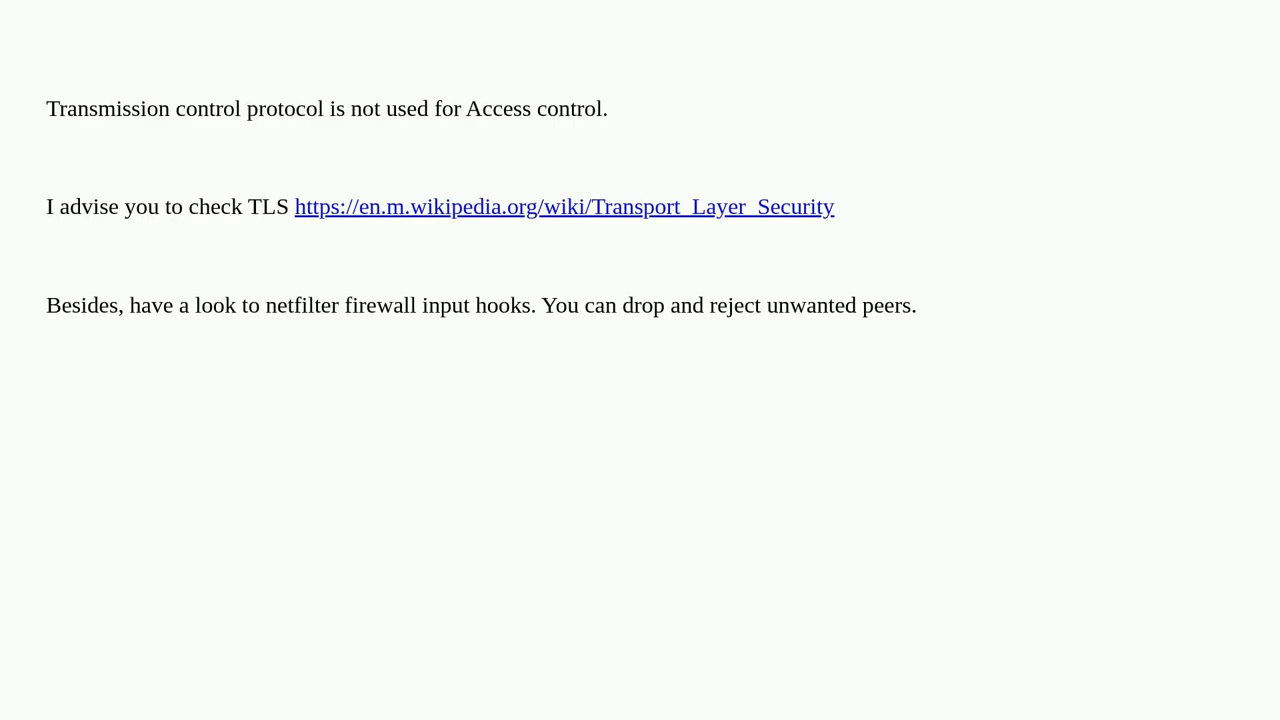 Transmission control protocol is not used for Access control.
I advise you to check TLS https://en.m.wikipedia.org/wiki/Transport_Layer_Security
Besides, have a look to netfilter firewall input hooks. You can drop and reject unwanted peers.